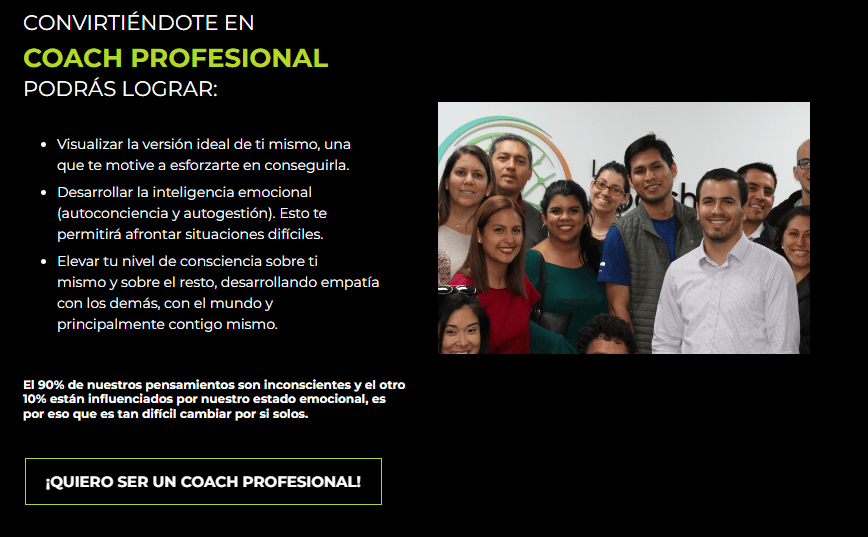 CONVIRTIÉNDOTE EN
COACH PROFESIONAL
PODRÁS LOGRAR:
• Visualizar la versión ideal de ti mismo, una
que te motive a esforzarte en conseguirla.
• Desarrollar la inteligencia emocional
(autoconciencia y autogestión). Esto te
permitirá afrontar situaciones difíciles.
• Elevar tu nivel de consciencia sobre ti
mismo y sobre el resto, desarrollando empatía
con los demás, con el mundo y
principalmente contigo mismo.
El 90% de nuestros pensamientos son inconscientes y el otro
10% están influenciados por nuestro estado emocional, es
por eso que es tan difícil cambiar por si solos.
¡QUIERO SER UN COACH PROFESIONAL!